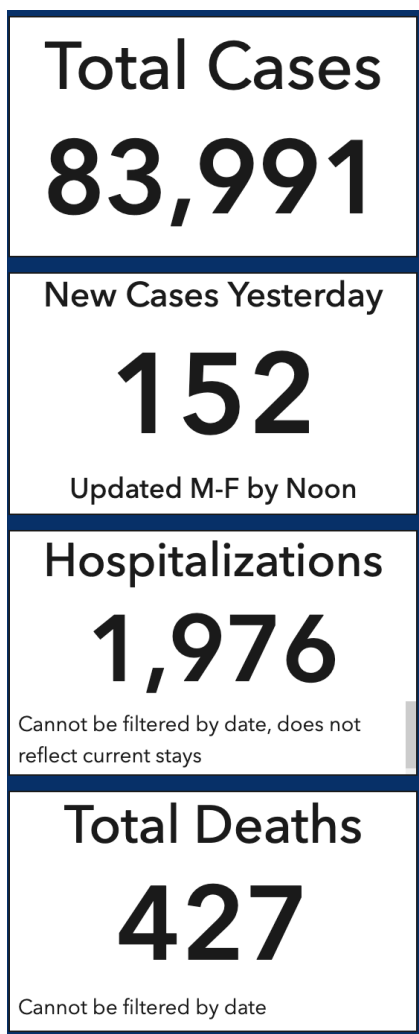 Total Cases
83,991
New Cases Yesterday
152
Updated M-F by Noon
Hospitalizations
1,976
Cannot be filtered by date, does not
reflect current stays
Total Deaths
427
Cannot be filtered by date